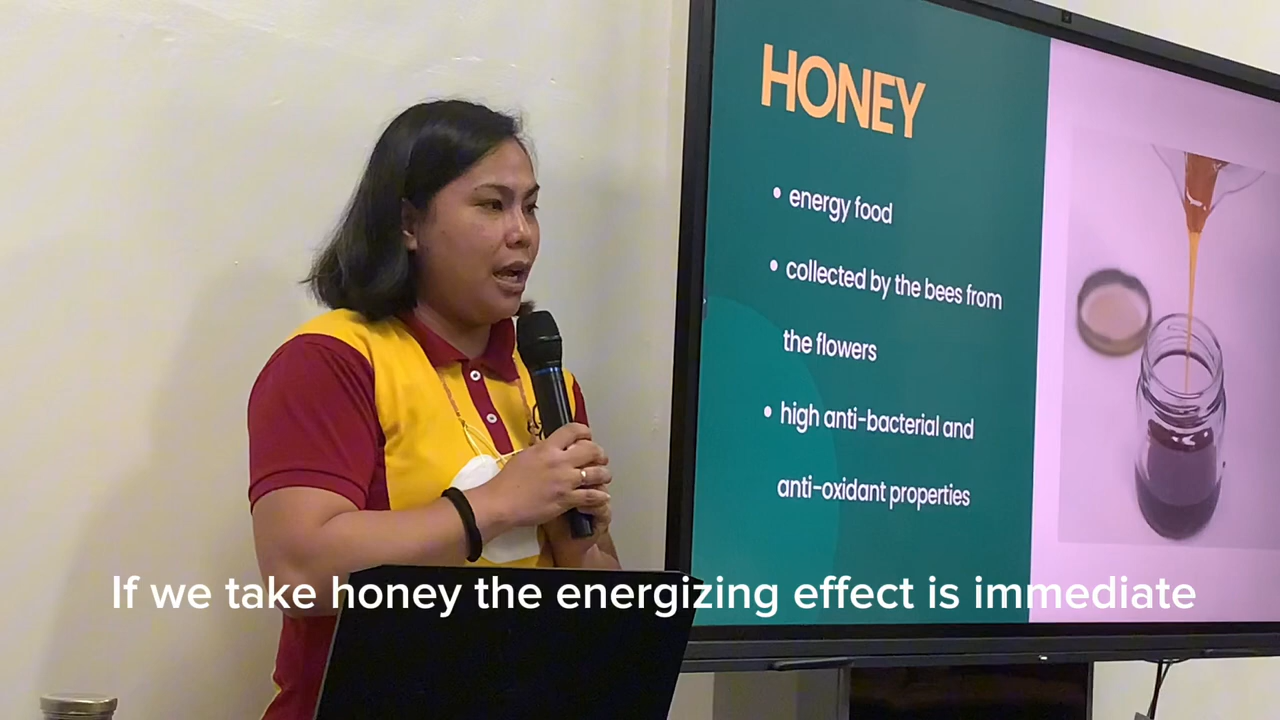 HONEY
• energy food
• collected by the bees from
the flowers
• high anti-bacterial and
anti-oxidant properties
If we take honey the energizing effect is immediate